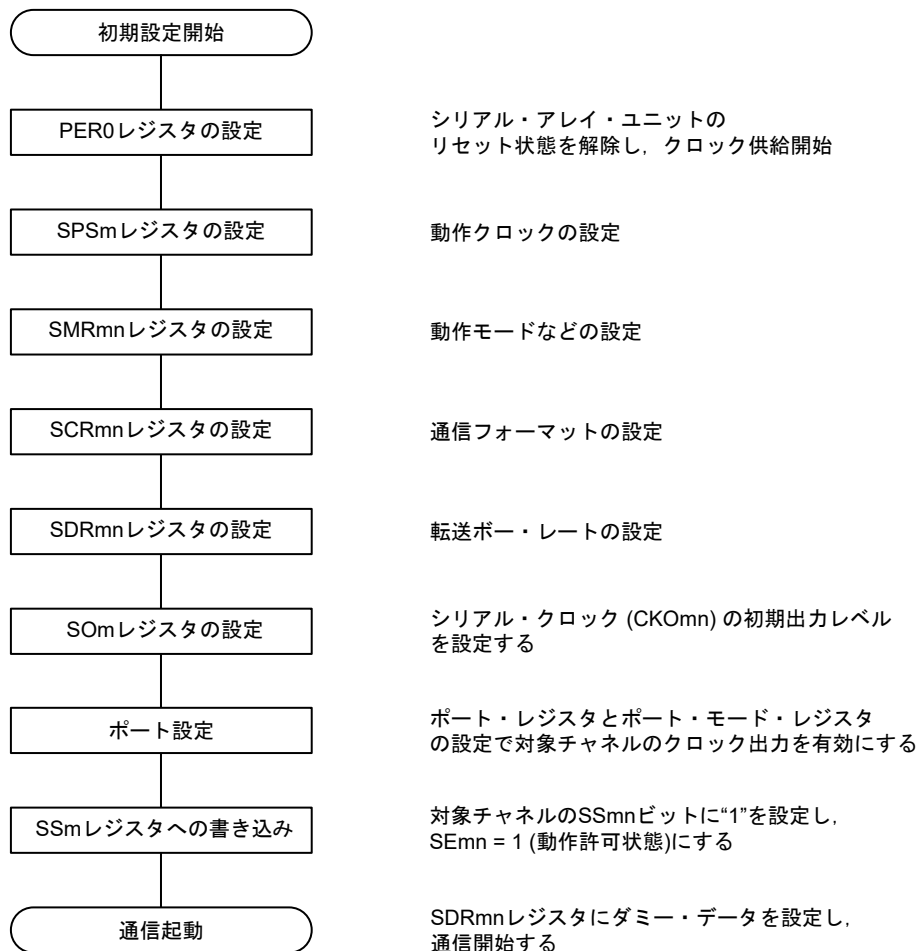 初期設定開始
PER0レジスタの設定
シリアル・アレイ・ユニットの
リセット状態を解除し，クロック供給開始
SPSmレジスタの設定
動作クロックの設定
SMRmnレジスタの設定
動作モードなどの設定
SCRmnレジスタの設定
通信フォーマットの設定
SDRmnレジスタの設定
転送ボー・レートの設定
SOmレジスタの設定
シリアル・クロック (CKOmn) の初期出力レベル
を設定する
ポート設定
ポート・レジスタとポート・モード・レジスタ
の設定で対象チャネルのクロック出力を有効にする
SSmレジスタへの書き込み
対象チャネルのSSmnビットに“1”を設定し，
SEmn = 1 (動作許可状態)にする
通信起動
SDRmnレジスタにダミー・データを設定し，
通信開始する